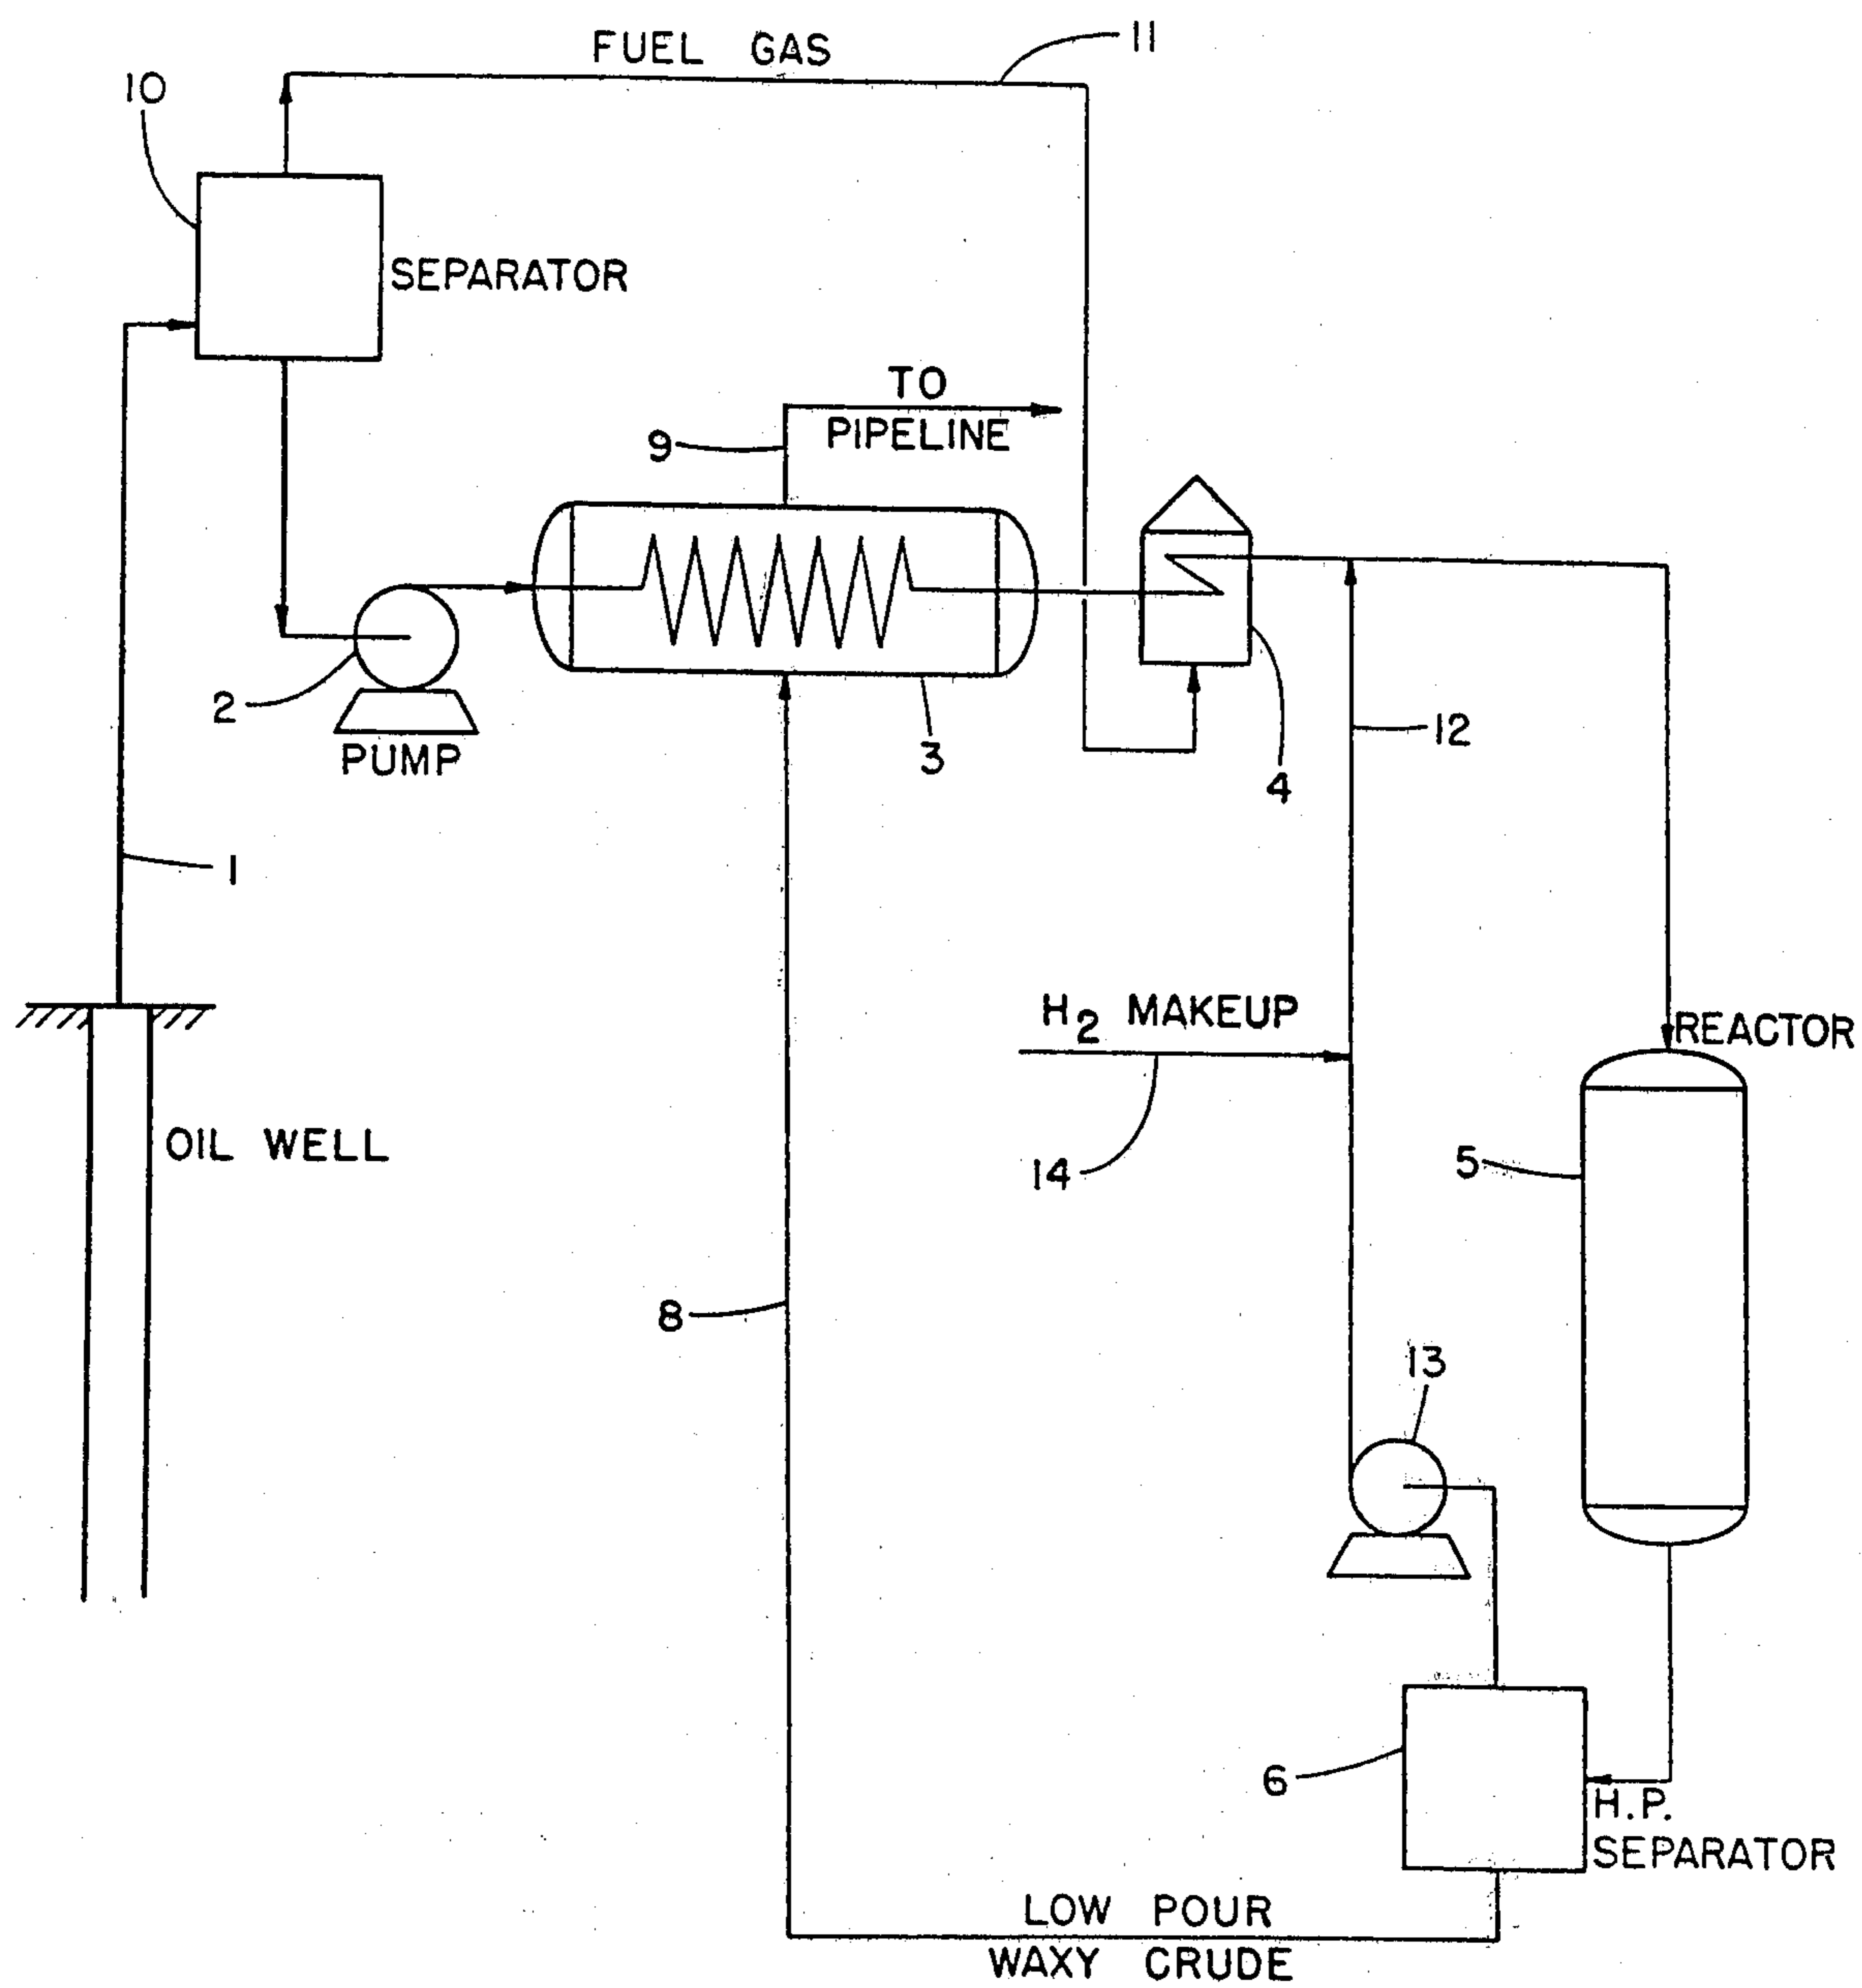 FUEL GAS
11
10
SEPARATOR
TO
PIPELINE
9
2
PUMP
3
4
12
1
H2 MAKEUP
REACTOR
OIL WELL
14
5
8
13
6
H.P.
SEPARATOR
LOW POUR
WAXY CRUDE